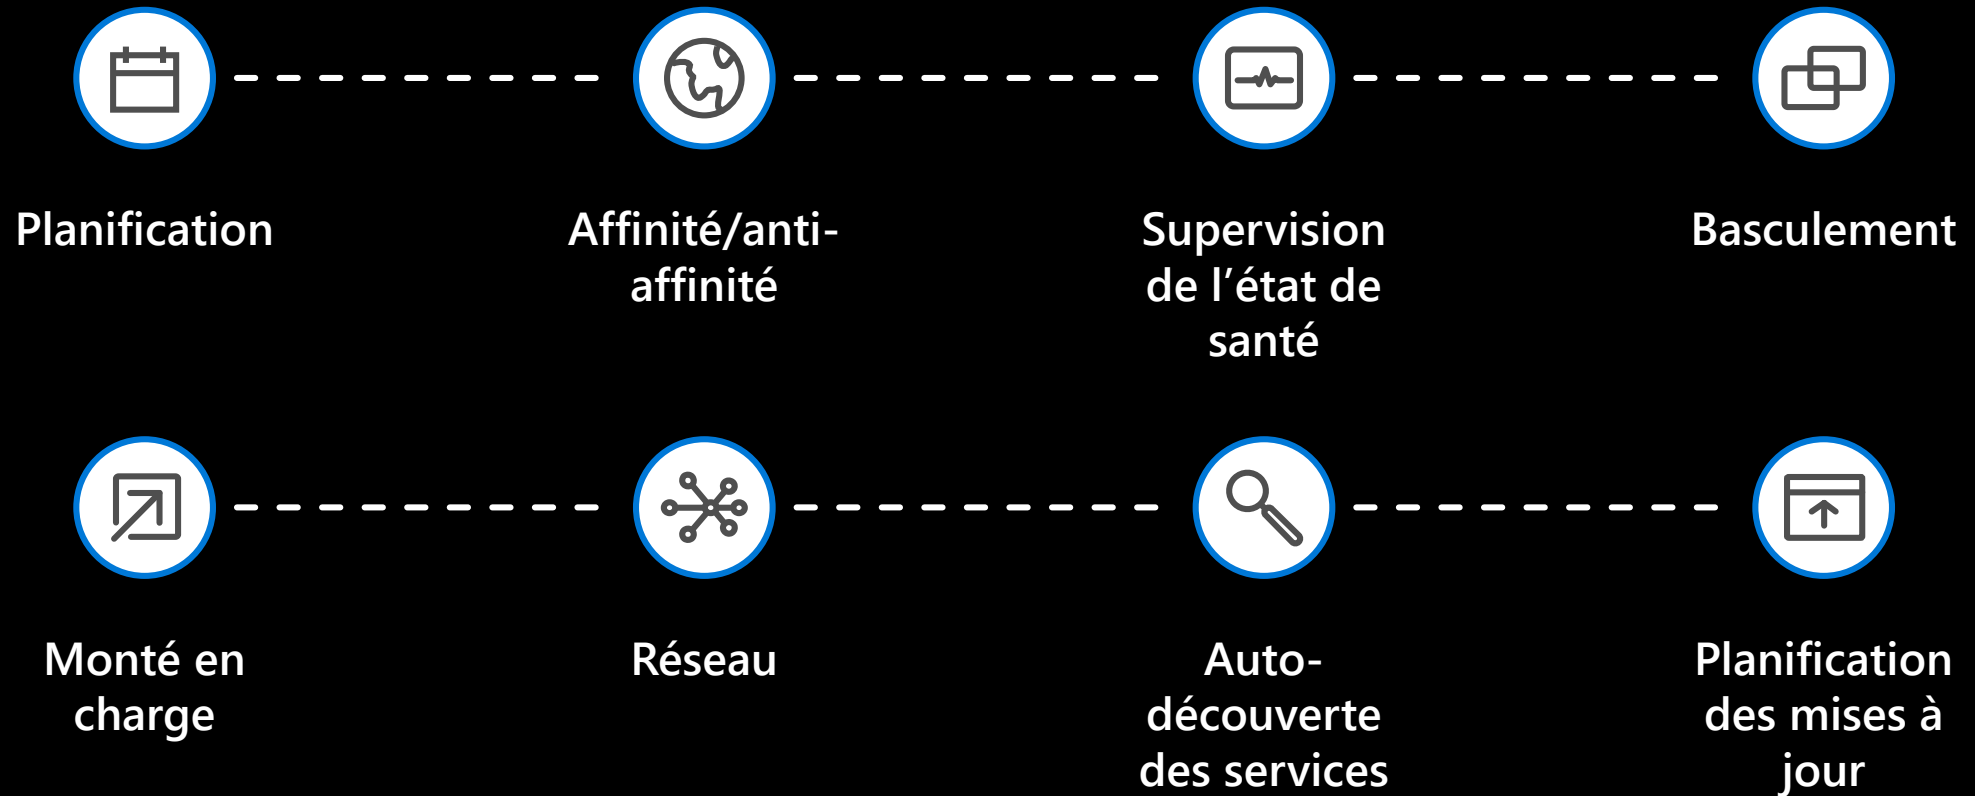 Planification
Affinité/anti-
affinité
Supervision
de l’état de
santé
Basculement
Monté en
charge
Réseau
Auto-
découverte
des services
Planification
des mises à
jour